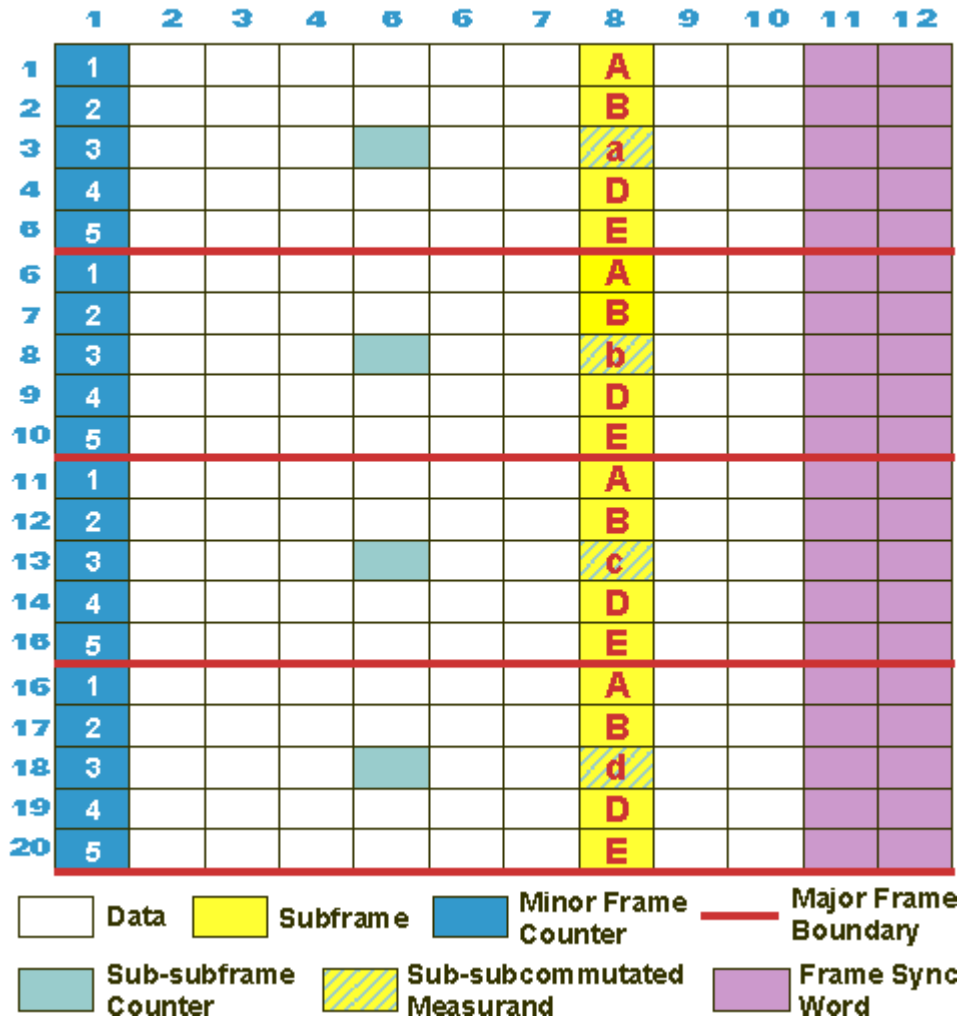 1 2 3 4 5 6 7 8 9 10 11 12
1 1 A
2 2 B
3 3 a
4 4 D
5 5 E
6 1 A
7 2 B
8 3 b
9 4 D
10 5 E
11 1 A
12 2 B
13 3 c
14 4 D
15 5 E
16 1 A
17 2 B
18 3 d
19 4 D
20 5 E
Data Subframe Minor Frame Counter Major Frame Boundary
Sub-subframe Counter Sub-subcommutated Measurand Frame Sync Word